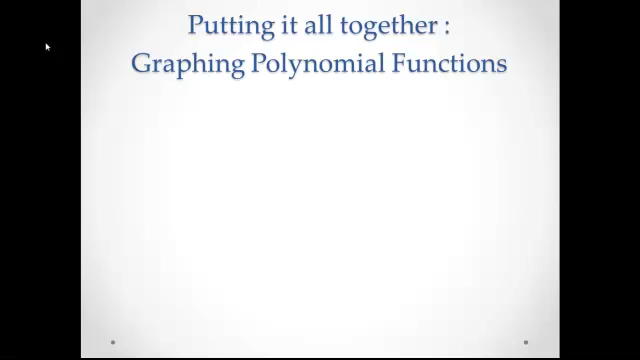 Putting it all together :
Graphing Polynomial Functions